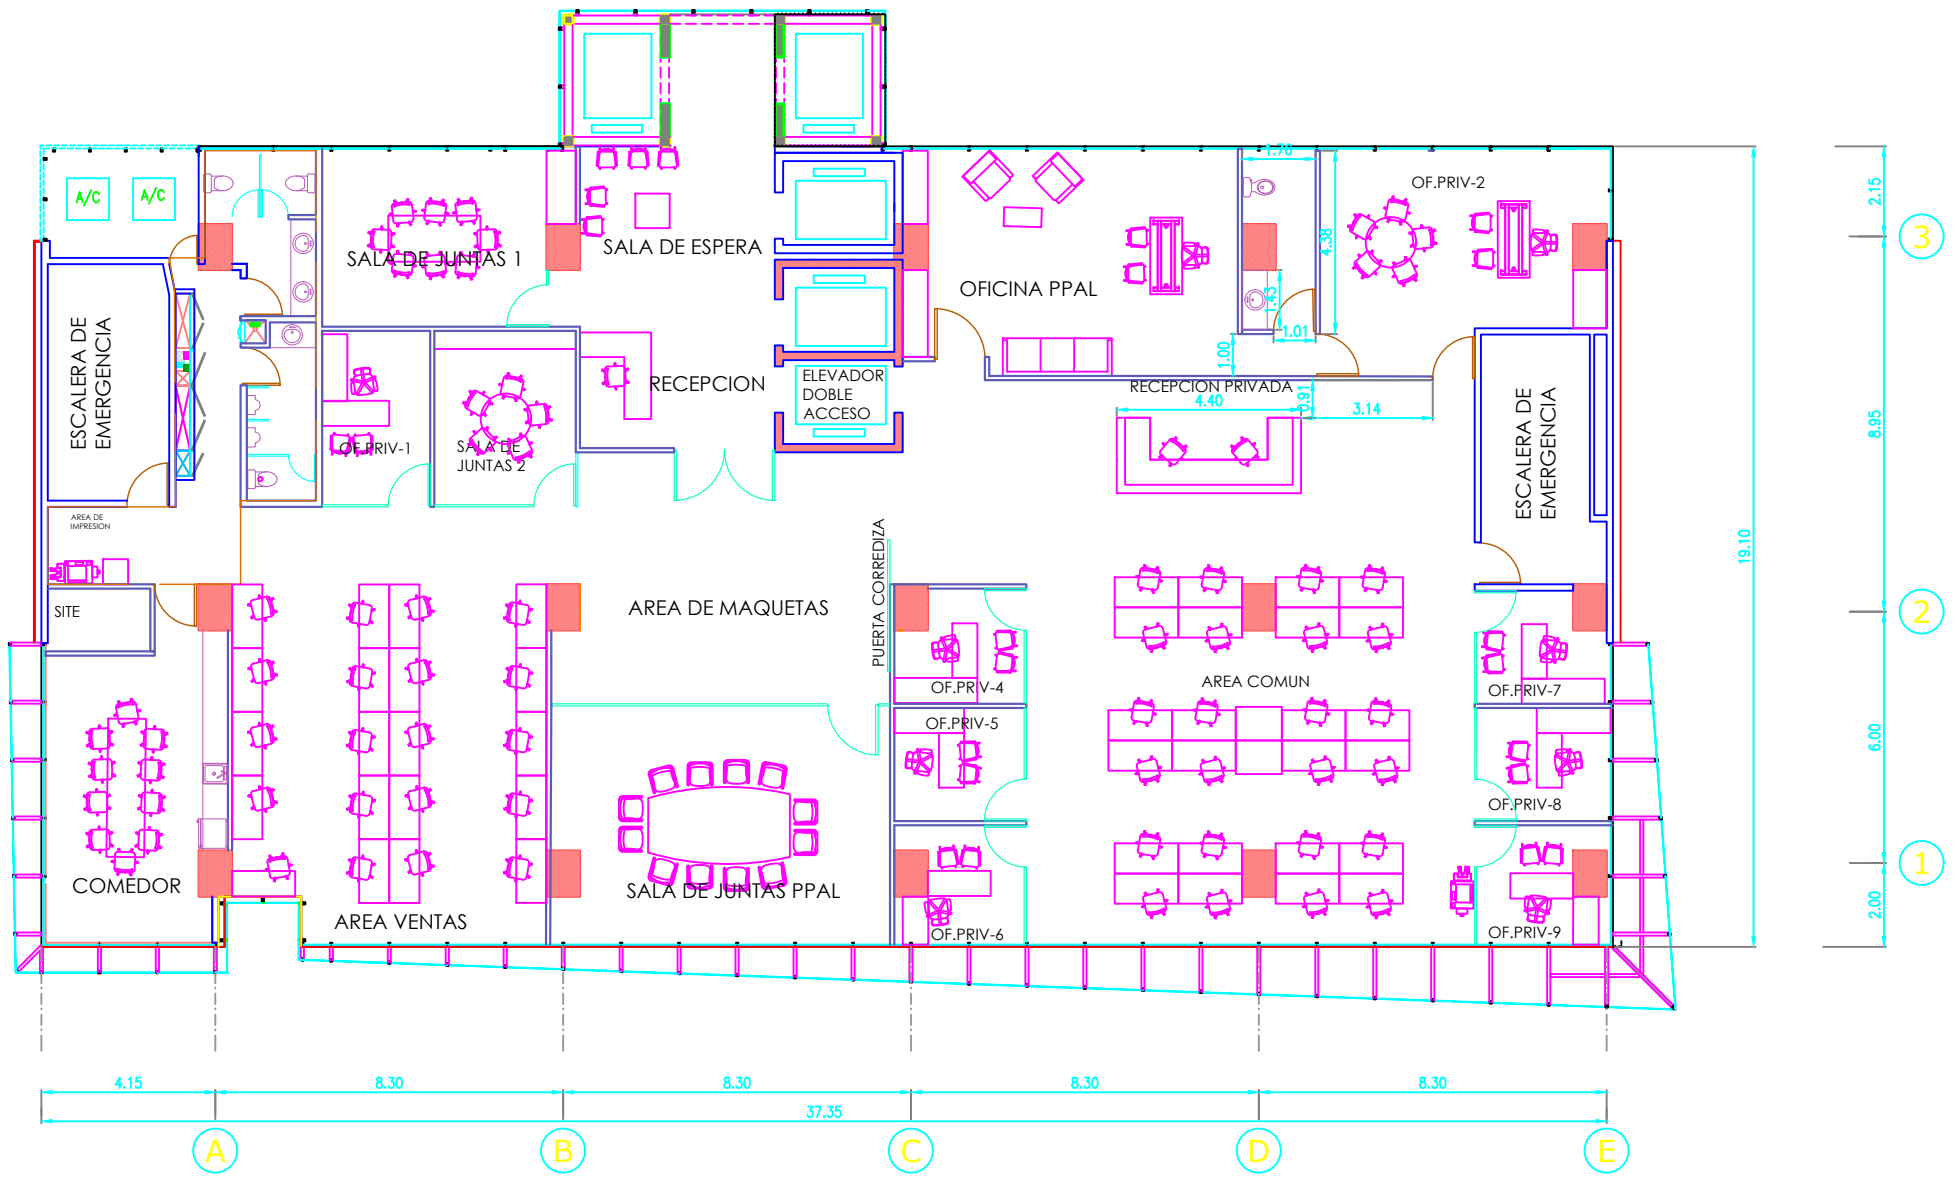 A/C
A/C
1.76
OF.PRIV-2
2.15
3
SALA DE JUNTAS 1
SALA DE ESPERA
4.38
OFICINA PPAL
1.43
1.01
1.00
ESCALERA DE
EMERGENCIA
RECEPCION
ELEVADOR
DOBLE
ACCESO
RECEPCION PRIVADA
4.40
0.91
3.14
8.95
OF.PRIV-1
SALA DE
JUNTAS 2
ESCALERA DE
EMERGENCIA
AREA DE
IMPRESION
19.10
PUERTA CORREDIZA
SITE
AREA DE MAQUETAS
2
OF.PRIV-4
AREA COMUN
OF.PRIV-7
OF.PRIV-5
6.00
OF.PRIV-8
1
COMEDOR
SALA DE JUNTAS PPAL
AREA VENTAS
2.00
OF.PRIV-6
OF.PRIV-9
4.15
8.30
8.30
8.30
8.30
37.35
A
B
C
D
E